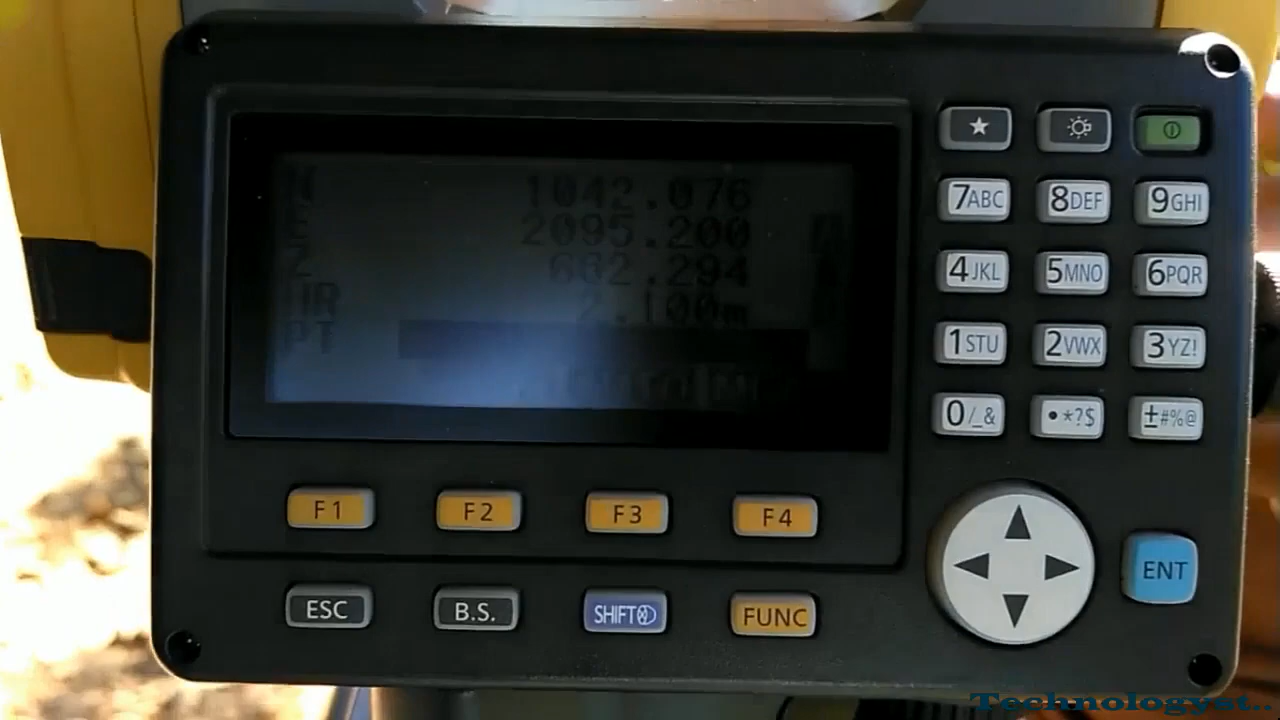 N 1042.076
E 2095.200
Z 682.294
HR 2.100m
PT
F1 F2 F3 F4
ESC B.S. SHIFT FUNC
7ABC 8DEF 9GHI
4JKL 5MNO 6PQR
1STU 2VWX 3YZ!
0/_& •*?$ ±#%@
ENT
Technologyst..